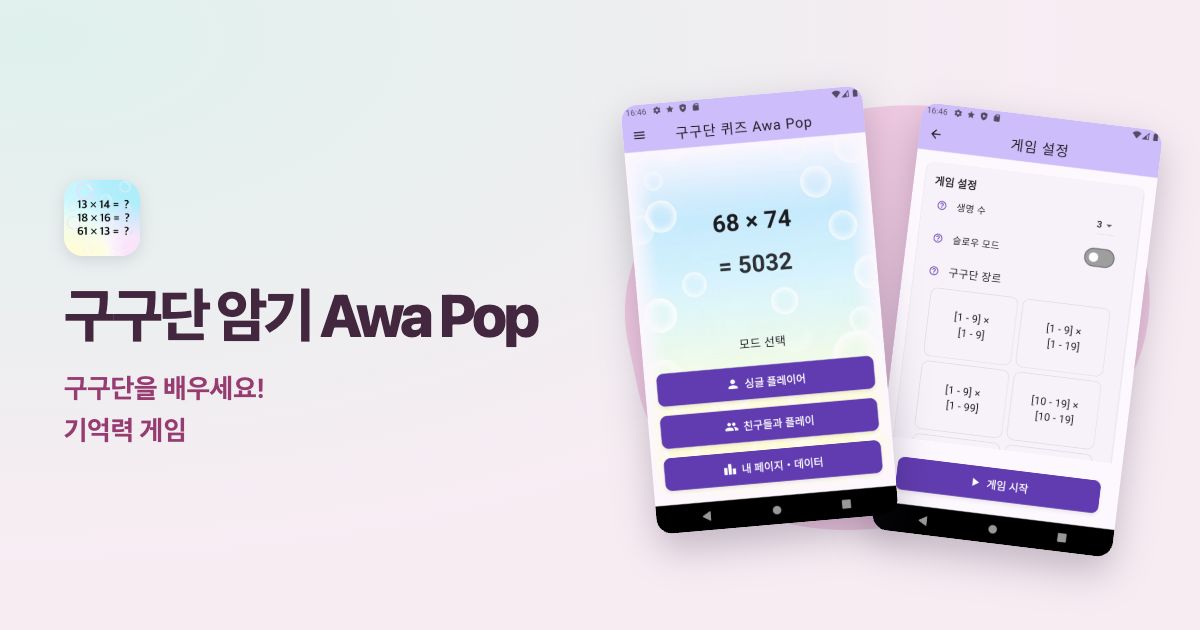 13 × 14 = ?
18 × 16 = ?
61 × 13 = ?
구구단 암기 Awa Pop
구구단을 배우세요!
기억력 게임
16:46
구구단 퀴즈 Awa Pop
68 × 74
= 5032
모드 선택
싱글 플레이어
친구들과 플레이
내 페이지・데이터
16:46
게임 설정
게임 설정
생명 수
3
슬로우 모드
구구단 장르
[1 - 9] ×
[1 - 9]
[1 - 9] ×
[1 - 19]
[1 - 9] ×
[1 - 99]
[10 - 19] ×
[10 - 19]
게임 시작